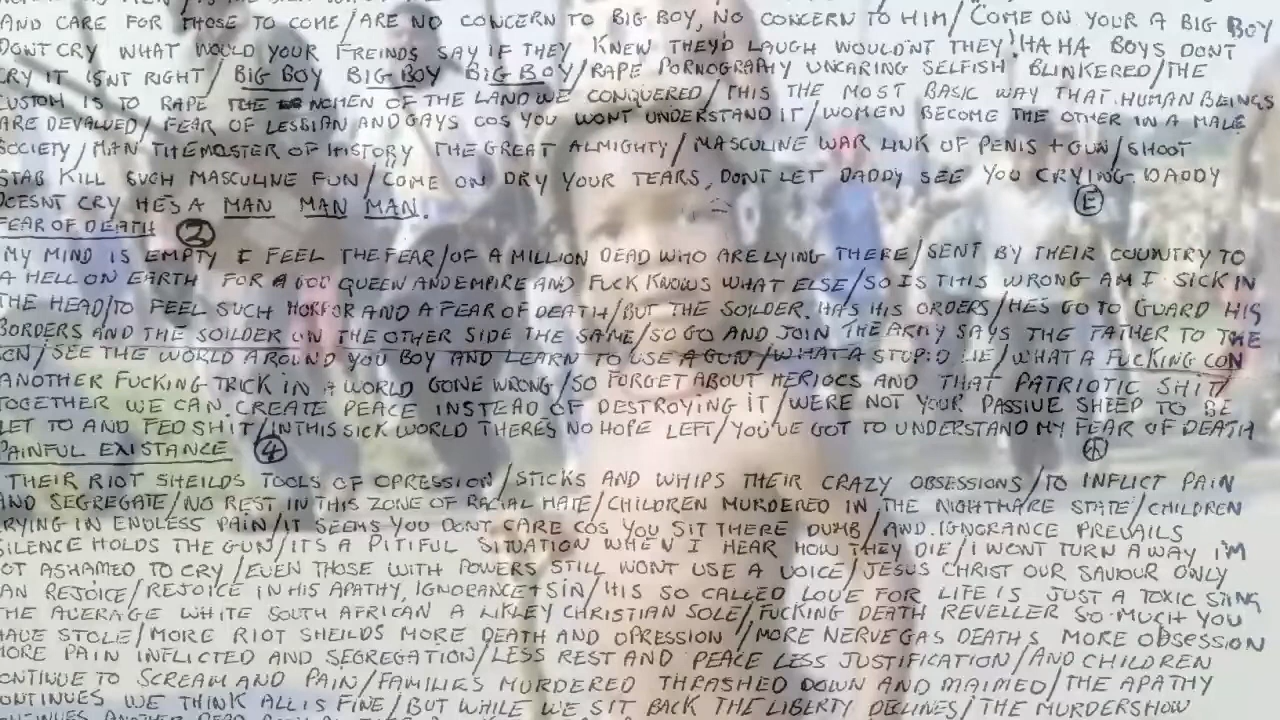 AND CARE FOR THOSE TO COME/ARE NO CONCERN TO BIG BOY, NO CONCERN TO HIM/COME ON YOUR A BIG BOY
DONT CRY WHAT WOULD YOUR FREINDS SAY IF THEY KNEW THEY'D LAUGH WOULDN'T THEY!HA HA BOYS DONT
CRY IT ISNT RIGHT/BIG BOY BIG BOY BIG BOY/RAPE PORNOGRAPHY UNCARING SELFISH BLINKERED/THE
CUSTOM IS TO RAPE THE WOMEN OF THE LAND WE CONQUERED/THIS THE MOST BASIC WAY THAT HUMAN BEINGS
ARE DEVALUED/FEAR OF LESBIAN AND GAYS COS YOU WONT UNDERSTAND IT/WOMEN BECOME THE OTHER IN A MALE
SOCIETY/MAN THE MOSTER OF HISTORY THE GREAT ALMIGHTY/MASCULINE WAR LINK OF PENIS + GUN/SHOOT
STAB KILL SUCH MASCULINE FUN/COME ON DRY YOUR TEARS, DONT LET DADDY SEE YOU CRYING. DADDY
DOESNT CRY HE'S A MAN MAN MAN. E
FEAR OF DEATH 2
MY MIND IS EMPTY I FEEL THE FEAR/OF A MILLION DEAD WHO ARE LYING THERE/SENT BY THEIR COUNTRY TO
A HELL ON EARTH FOR A GOD QUEEN AND EMPIRE AND FUCK KNOWS WHAT ELSE/SO IS THIS WRONG AM I SICK IN
THE HEAD/TO FEEL SUCH HORROR AND A FEAR OF DEATH/BUT THE SOILDER HAS HIS ORDERS/HE'S GO TO GUARD HIS
BORDERS AND THE SOILDER ON THE OTHER SIDE THE SAME/SO GO AND JOIN THE ARMY SAYS THE FATHER TO THE
SON/SEE THE WORLD AROUND YOU BOY AND LEARN TO USE A GUN/WHAT A STUPID LIE/WHAT A FUCKING CON
ANOTHER FUCKING TRICK IN A WORLD GONE WRONG/SO FORGET ABOUT HERIOCS AND THAT PATRIOTIC SHIT/
TOGETHER WE CAN CREATE PEACE INSTEAD OF DESTROYING IT/WERE NOT YOUR PASSIVE SHEEP TO BE
LET TO AND FED SHIT/IN THIS SICK WORLD THERES NO HOPE LEFT/YOU'VE GOT TO UNDERSTAND MY FEAR OF DEATH
PAINFUL EXISTANCE 4 A
THEIR RIOT SHEILDS TOOLS OF OPRESSION/STICKS AND WHIPS THEIR CRAZY OBSESSIONS/TO INFLICT PAIN
AND SEGREGATE/NO REST IN THIS ZONE OF RACIAL HATE/CHILDREN MURDERED IN THE NIGHTMARE STATE/CHILDREN
CRYING IN ENDLESS PAIN/IT SEEMS YOU DONT CARE COS YOU SIT THERE DUMB/AND IGNORANCE PREVAILS
SILENCE HOLDS THE GUN/ITS A PITIFUL SITUATION WHEN I HEAR HOW THEY DIE/I WONT TURN AWAY I'M
NOT ASHAMED TO CRY/EVEN THOSE WITH POWERS STILL WONT USE A VOICE/JESUS CHRIST OUR SAVIOUR ONLY
CAN REJOICE/REJOICE IN HIS APATHY, IGNORANCE + SIN/HIS SO CALLED LOVE FOR LIFE IS JUST A TOXIC STING
THE AVERAGE WHITE SOUTH AFRICAN A LIKLEY CHRISTIAN SOLE/FUCKING DEATH REVELLER SO MUCH YOU
HAVE STOLE/MORE RIOT SHEILDS MORE DEATH AND OPRESSION/MORE NERVE GAS DEATHS MORE OBSESSION
MORE PAIN INFLICTED AND SEGREGATION/LESS REST AND PEACE LESS JUSTIFICATION/AND CHILDREN
CONTINUE TO SCREAM AND PAIN/FAMILIES MURDERED THRASHED DOWN AND MAIMED/THE APATHY
CONTINUES WE THINK ALL IS FINE/BUT WHILE WE SIT BACK THE LIBERTY DECLINES/THE MURDERSHOW